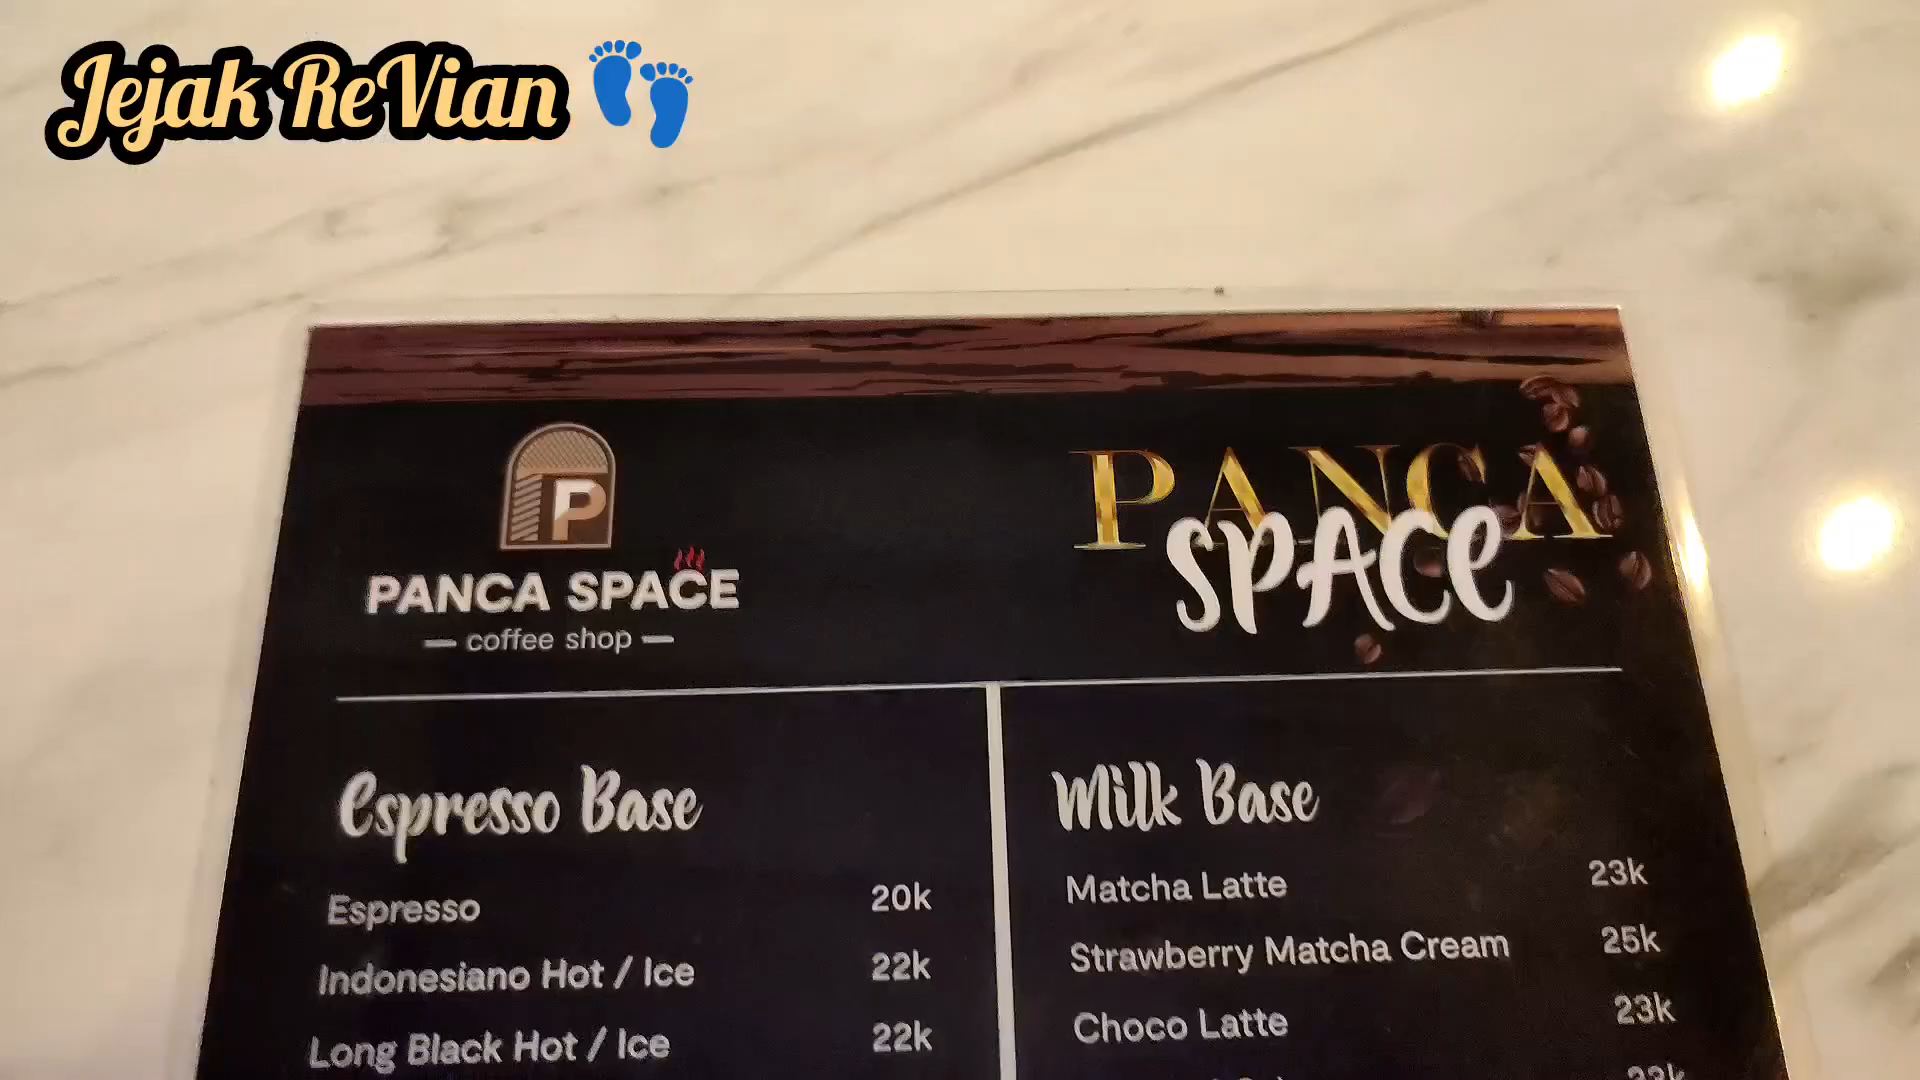 Jejak ReVian
P
PANCA SPACE
coffee shop
PANCA
SPACE
Espresso Base
Espresso 20k
Indonesiano Hot / Ice 22k
Long Black Hot / Ice 22k
Milk Base
Matcha Latte 23k
Strawberry Matcha Cream 25k
Choco Latte 23k